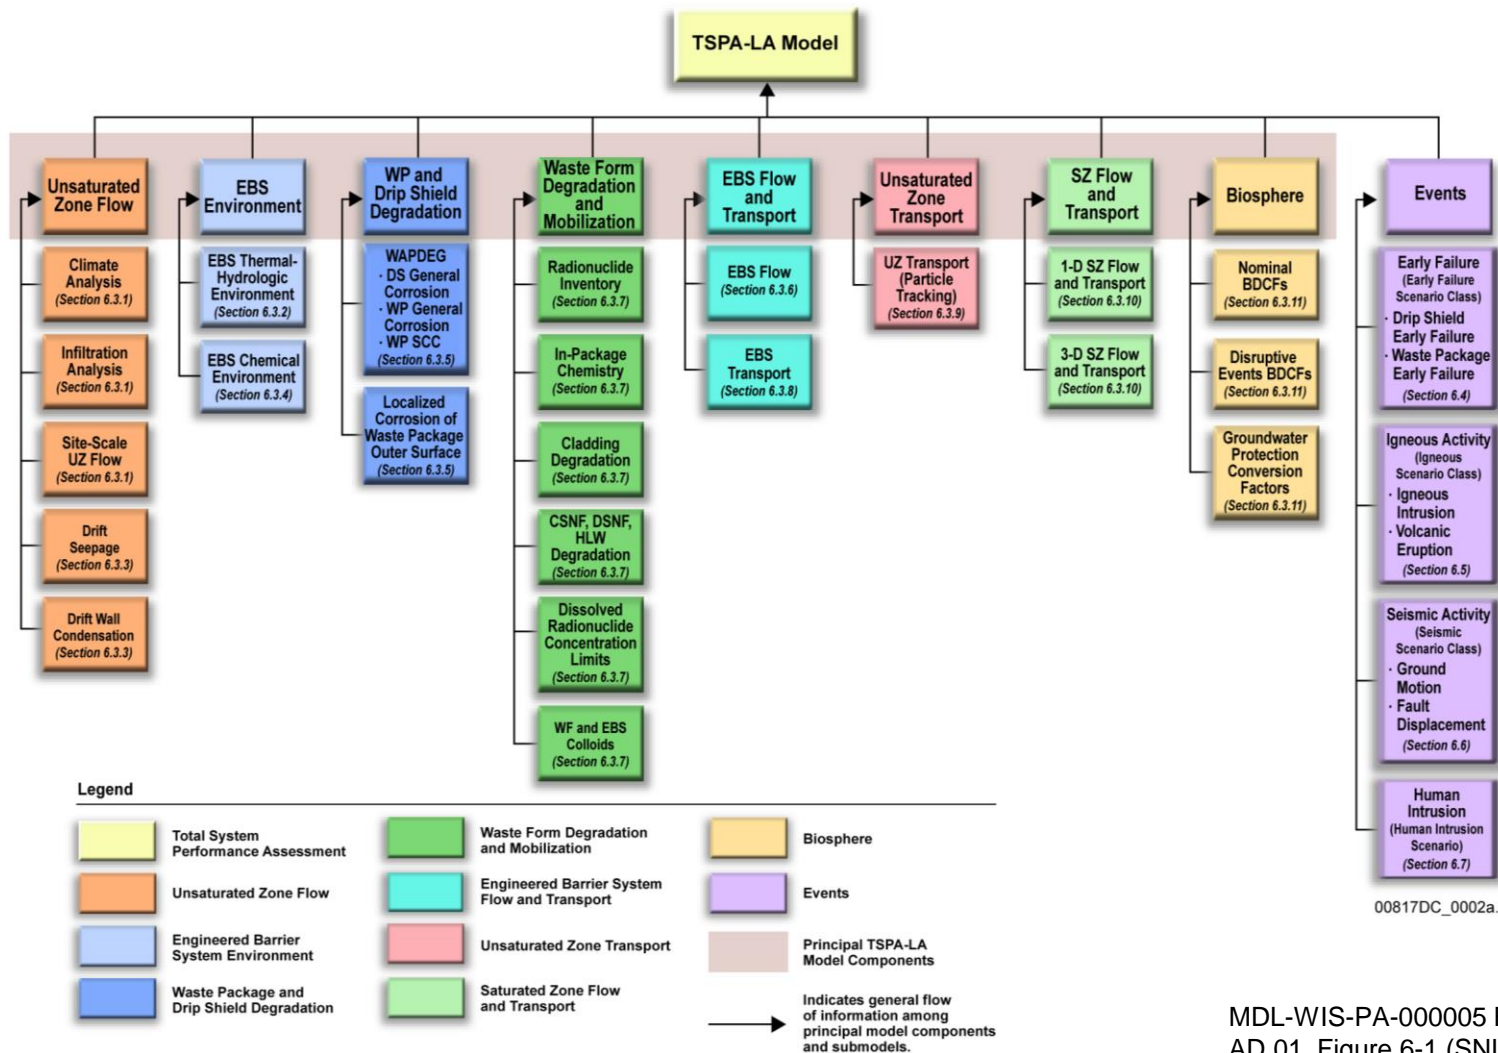 TSPA-LA Model
Unsaturated
Zone Flow
EBS
Environment
WP and
Drip Shield
Degradation
Waste Form
Degradation
and
Mobilization
EBS Flow
and
Transport
Unsaturated
Zone
Transport
SZ Flow
and
Transport
Biosphere
Events
Climate
Analysis
(Section 6.3.1)
Infiltration
Analysis
(Section 6.3.1)
Site-Scale
UZ Flow
(Section 6.3.1)
Drift
Seepage
(Section 6.3.3)
Drift Wall
Condensation
(Section 6.3.3)
EBS Thermal-
Hydrologic
Environment
(Section 6.3.2)
EBS Chemical
Environment
(Section 6.3.4)
WAPDEG
· DS General
Corrosion
· WP General
Corrosion
· WP SCC
(Section 6.3.5)
Localized
Corrosion of
Waste Package
Outer Surface
(Section 6.3.5)
Radionuclide
Inventory
(Section 6.3.7)
In-Package
Chemistry
(Section 6.3.7)
Cladding
Degradation
(Section 6.3.7)
CSNF, DSNF,
HLW
Degradation
(Section 6.3.7)
Dissolved
Radionuclide
Concentration
Limits
(Section 6.3.7)
WF and EBS
Colloids
(Section 6.3.7)
EBS Flow
(Section 6.3.6)
EBS
Transport
(Section 6.3.8)
UZ Transport
(Particle
Tracking)
(Section 6.3.9)
1-D SZ Flow
and Transport
(Section 6.3.10)
3-D SZ Flow
and Transport
(Section 6.3.10)
Nominal
BDCFs
(Section 6.3.11)
Disruptive
Events BDCFs
(Section 6.3.11)
Groundwater
Protection
Conversion
Factors
(Section 6.3.11)
Early Failure
(Early Failure
Scenario Class)
· Drip Shield
Early Failure
· Waste Package
Early Failure
(Section 6.4)
Igneous Activity
(Igneous
Scenario Class)
· Igneous
Intrusion
· Volcanic
Eruption
(Section 6.5)
Seismic Activity
(Seismic
Scenario Class)
· Ground
Motion
· Fault
Displacement
(Section 6.6)
Human
Intrusion
(Human Intrusion
Scenario)
(Section 6.7)
00817DC_0002a.
Legend
Total System
Performance Assessment
Unsaturated Zone Flow
Engineered Barrier
System Environment
Waste Package and
Drip Shield Degradation
Waste Form Degradation
and Mobilization
Engineered Barrier System
Flow and Transport
Unsaturated Zone Transport
Saturated Zone Flow
and Transport
Biosphere
Events
Principal TSPA-LA
Model Components
Indicates general flow
of information among
principal model components
and submodels.
MDL-WIS-PA-000005
AD 01, Figure 6-1 (SNL